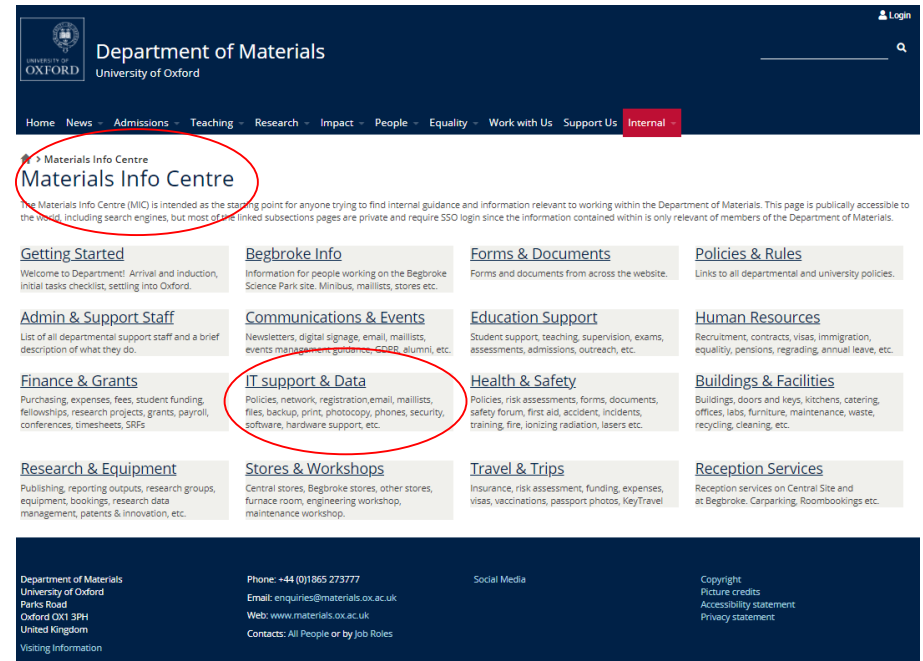 Login
UNIVERSITY OF
OXFORD
Department of Materials
University of Oxford
Home News Admissions Teaching Research Impact People Equality Work with Us Support Us Internal
> Materials Info Centre
Materials Info Centre
The Materials Info Centre (MIC) is intended as the starting point for anyone trying to find internal guidance and information relevant to working within the Department of Materials. This page is publically accessible to
the world, including search engines, but most of the linked subsections pages are private and require SSO login since the information contained within is only relevant of members of the Department of Materials.
Getting Started
Welcome to Department! Arrival and induction,
initial tasks checklist, settling into Oxford.
Begbroke Info
Information for people working on the Begbroke
Science Park site. Minibus, maillists, stores etc.
Forms & Documents
Forms and documents from across the website.
Policies & Rules
Links to all departmental and university policies.
Admin & Support Staff
List of all departmental support staff and a brief
description of what they do.
Communications & Events
Newsletters, digital signage, email, maillists,
events management guidance, GDPR, alumni, etc.
Education Support
Student support, teaching, supervision, exams,
assessments, admissions, outreach, etc.
Human Resources
Recruitment, contracts, visas, immigration,
equalitiy, pensions, regrading, annual leave, etc.
Finance & Grants
Purchasing, expenses, fees, student funding,
fellowships, research projects, grants, payroll,
conferences, timesheets, SRFs
IT support & Data
Policies, network, registration,email, maillists,
files, backup, print, photocopy, phones, security,
software, hardware support, etc.
Health & Safety
Policies, risk assessments, forms, documents,
safety forum, first aid, accident, incidents,
training, fire, ionizing radiation, lasers etc.
Buildings & Facilities
Buildings, doors and keys, kitchens, catering,
offices, labs, furniture, maintenance, waste,
recycling, cleaning, etc.
Research & Equipment
Publishing, reporting outputs, research groups,
equipment, bookings, research data
management, patents & innovation, etc.
Stores & Workshops
Central stores, Begbroke stores, other stores,
furnace room, engineering workshop,
maintenance workshop.
Travel & Trips
Insurance, risk assessment, funding, expenses,
visas, vaccinations, passport photos, KeyTravel
Reception Services
Reception services on Central Site and
at Begbroke. Carparking, Roombookings etc.
Department of Materials
University of Oxford
Parks Road
Oxford OX1 3PH
United Kingdom
Visiting Information
Phone: +44 (0)1865 273777
Email: enquiries@materials.ox.ac.uk
Web: www.materials.ox.ac.uk
Contacts: All People or by Job Roles
Social Media
Copyright
Picture credits
Accessibility statement
Privacy statement